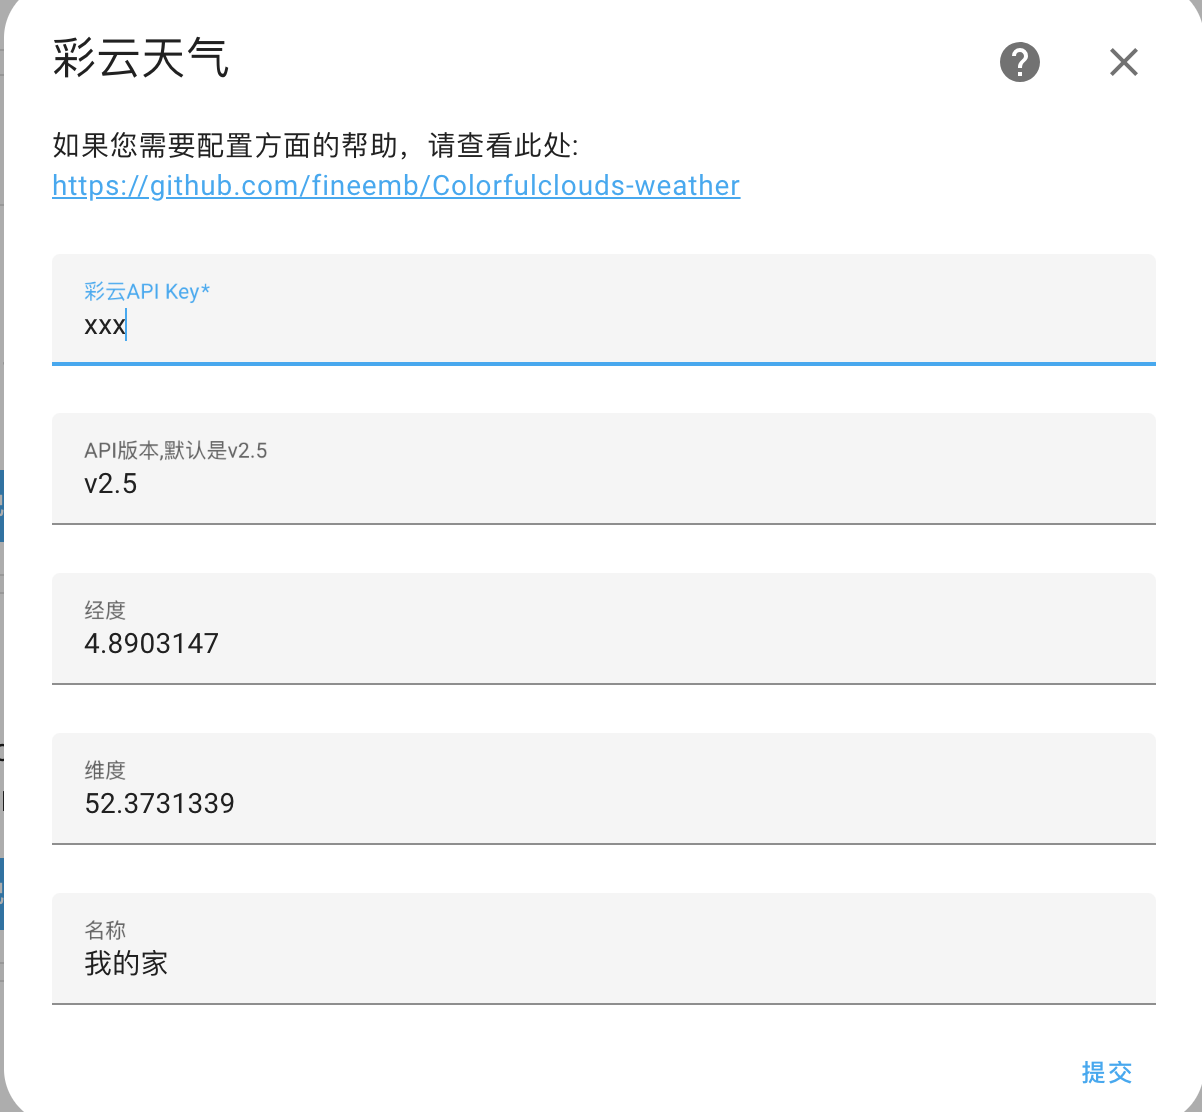 彩云天气
如果您需要配置方面的帮助，请查看此处:
https://github.com/fineemb/Colorfulclouds-weather
彩云API Key*
xxx
API版本,默认是v2.5
v2.5
经度
4.8903147
维度
52.3731339
名称
我的家
提交